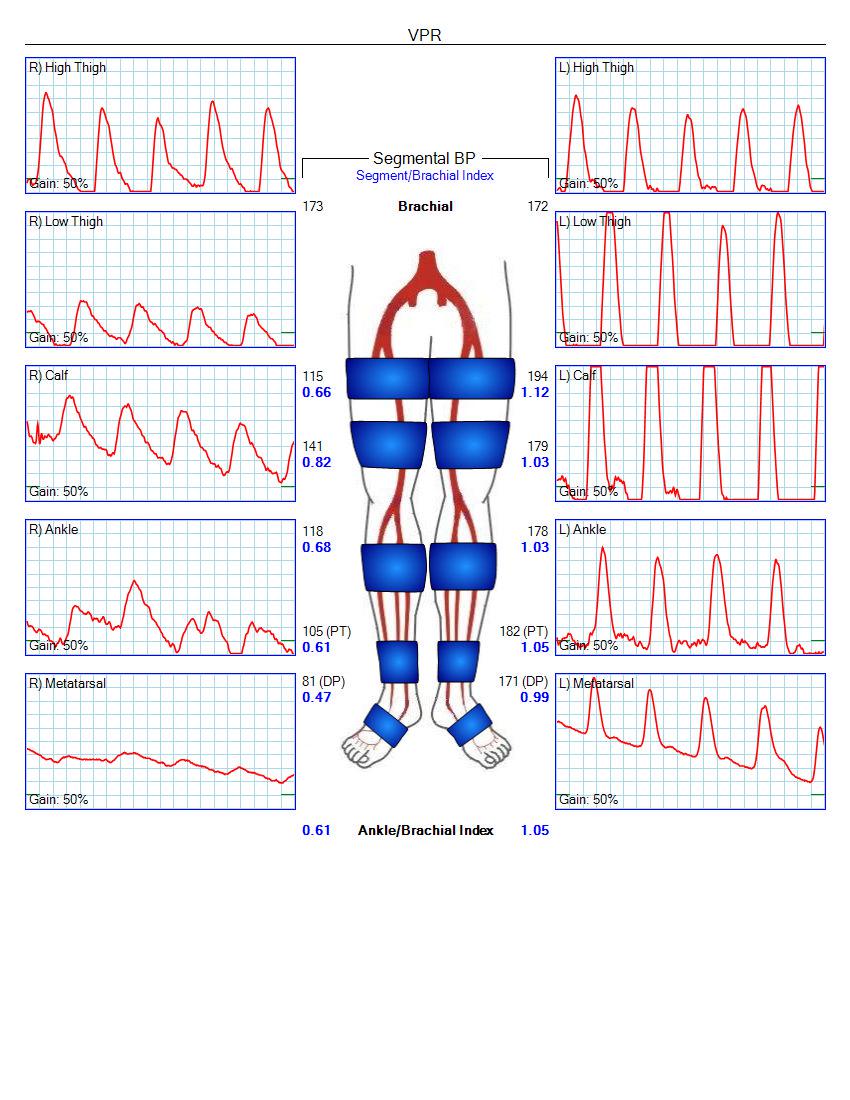 VPR
R) High Thigh
Gain: 50%
L) High Thigh
Gain: 50%
Segmental BP
Segment/Brachial Index
173 Brachial 172
R) Low Thigh
Gain: 50%
L) Low Thigh
Gain: 50%
R) Calf
Gain: 50%
115 194
0.66 1.12
141 179
0.82 1.03
L) Calf
Gain: 50%
R) Ankle
Gain: 50%
118 178
0.68 1.03
105 (PT) 182 (PT)
0.61 1.05
L) Ankle
Gain: 50%
R) Metatarsal
Gain: 50%
81 (DP) 171 (DP)
0.47 0.99
L) Metatarsal
Gain: 50%
0.61 Ankle/Brachial Index 1.05